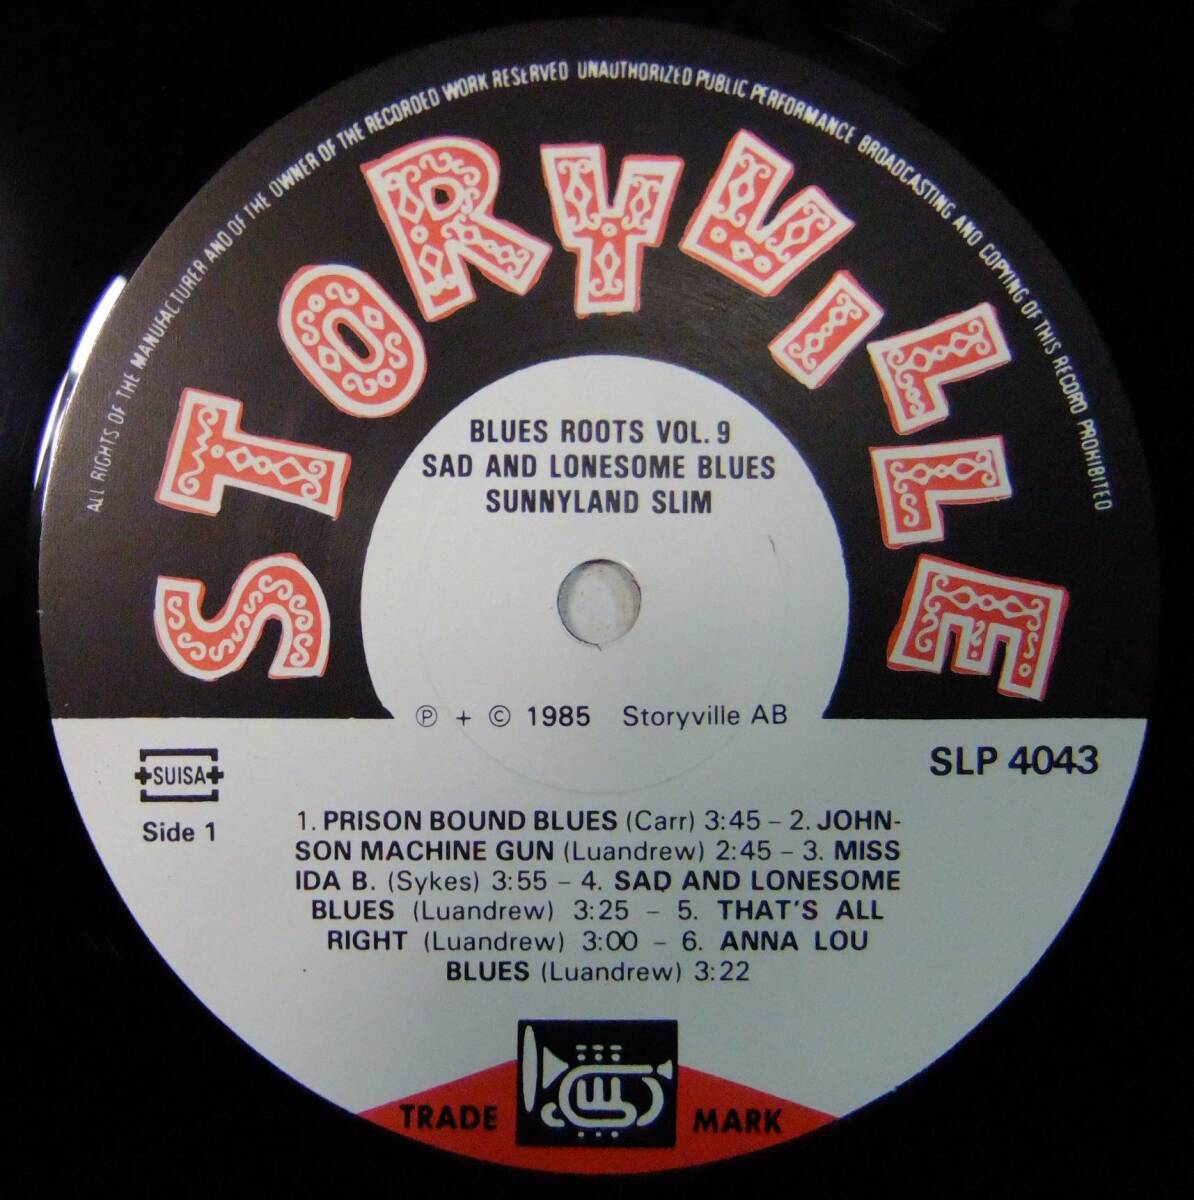 ALL RIGHTS OF THE MANUFACTURER AND OF THE OWNER OF THE RECORDED WORK RESERVED UNAUTHORIZED PUBLIC PERFORMANCE BROADCASTING AND COPYING OF THIS RECORD PROHIBITED
STORYVILLE
BLUES ROOTS VOL. 9
SAD AND LONESOME BLUES
SUNNYLAND SLIM
℗ + © 1985 Storyville AB
SUISA
SLP 4043
Side 1
1. PRISON BOUND BLUES (Carr) 3:45 – 2. JOHN-
SON MACHINE GUN (Luandrew) 2:45 – 3. MISS
IDA B. (Sykes) 3:55 – 4. SAD AND LONESOME
BLUES (Luandrew) 3:25 – 5. THAT'S ALL
RIGHT (Luandrew) 3:00 – 6. ANNA LOU
BLUES (Luandrew) 3:22
TRADE MARK